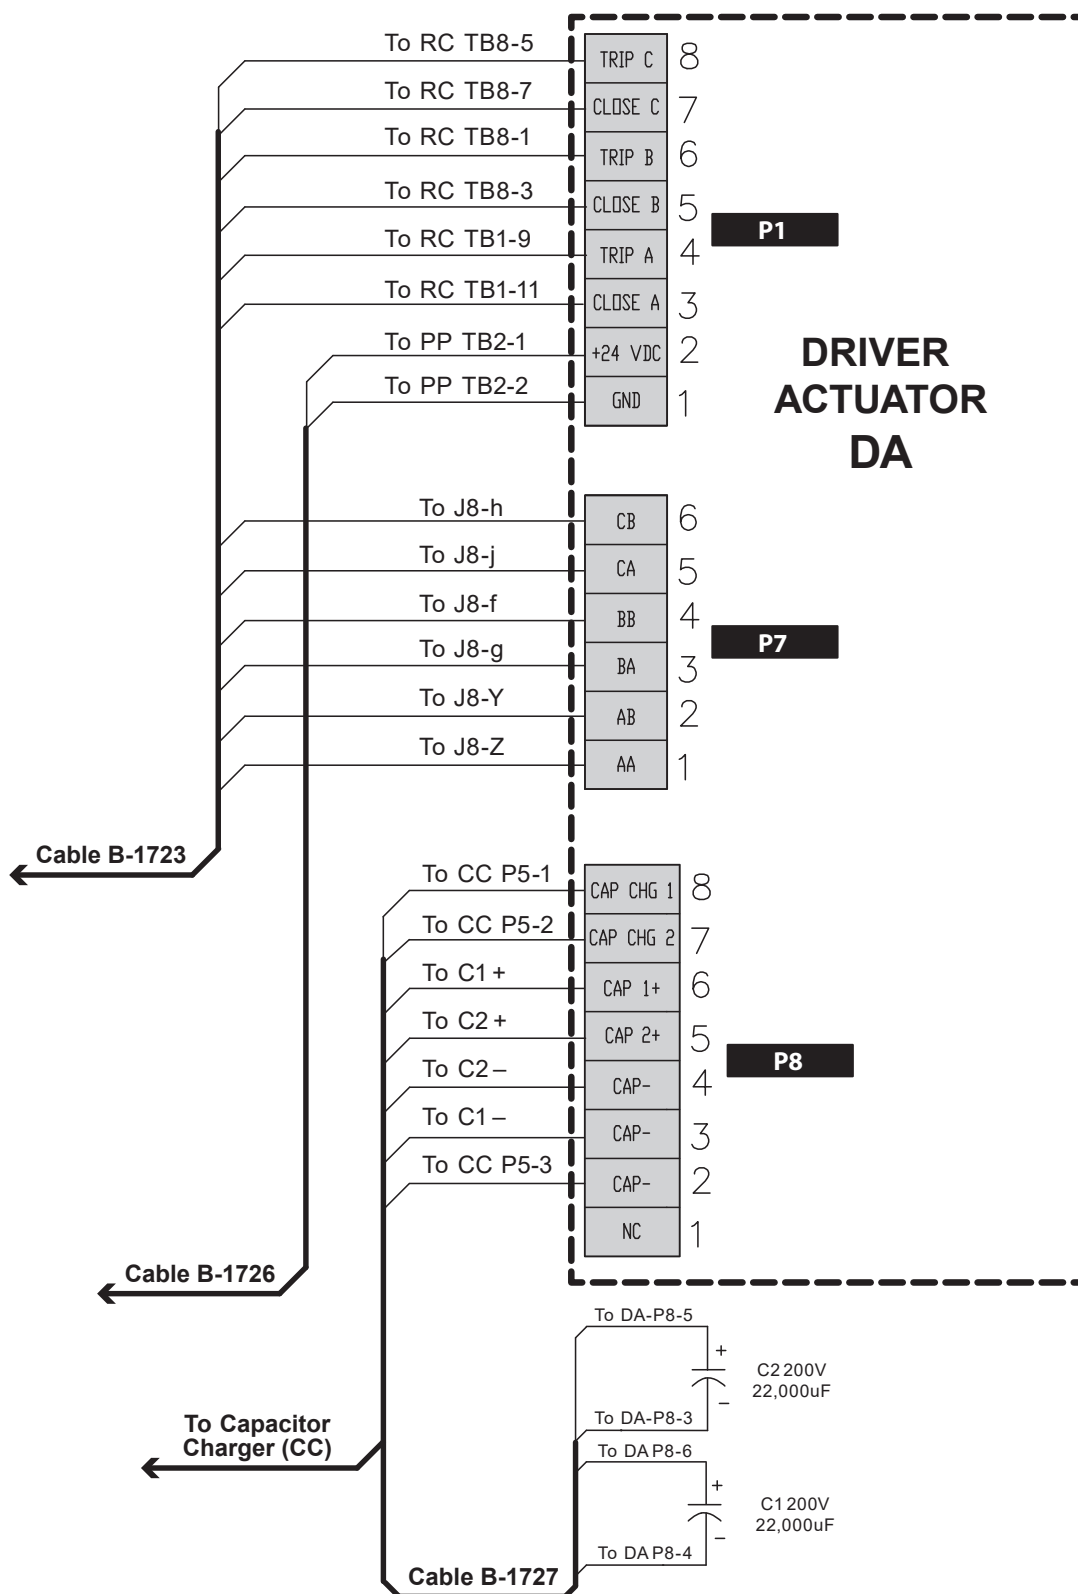 To RC TB8-5
TRIP C 8
To RC TB8-7
CLOSE C 7
To RC TB8-1
TRIP B 6
To RC TB8-3
CLOSE B 5
P1
To RC TB1-9
TRIP A 4
To RC TB1-11
CLOSE A 3
To PP TB2-1
+24 VDC 2
To PP TB2-2
GND 1
DRIVER
ACTUATOR
DA
To J8-h
CB 6
To J8-j
CA 5
To J8-f
BB 4
P7
To J8-g
BA 3
To J8-Y
AB 2
To J8-Z
AA 1
Cable B-1723
To CC P5-1
CAP CHG 1 8
To CC P5-2
CAP CHG 2 7
To C1+
CAP 1+ 6
To C2+
CAP 2+ 5
P8
To C2–
CAP- 4
To C1–
CAP- 3
To CC P5-3
CAP- 2
NC 1
Cable B-1726
To DA-P8-5
+
C2 200V
22,000uF
–
To DA-P8-3
To Capacitor
Charger (CC)
To DA P8-6
+
C1 200V
22,000uF
–
To DA P8-4
Cable B-1727